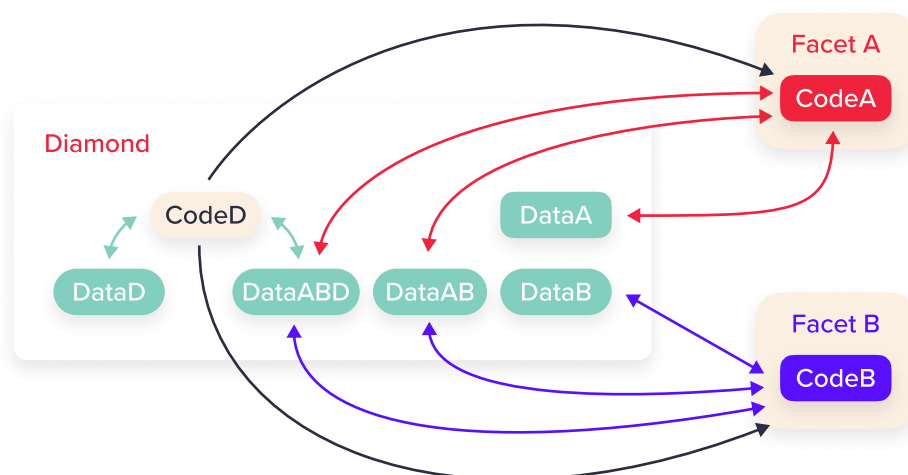 Facet A
CodeA
Diamond
CodeD
DataA
DataD
DataABD
DataAB
DataB
Facet B
CodeB